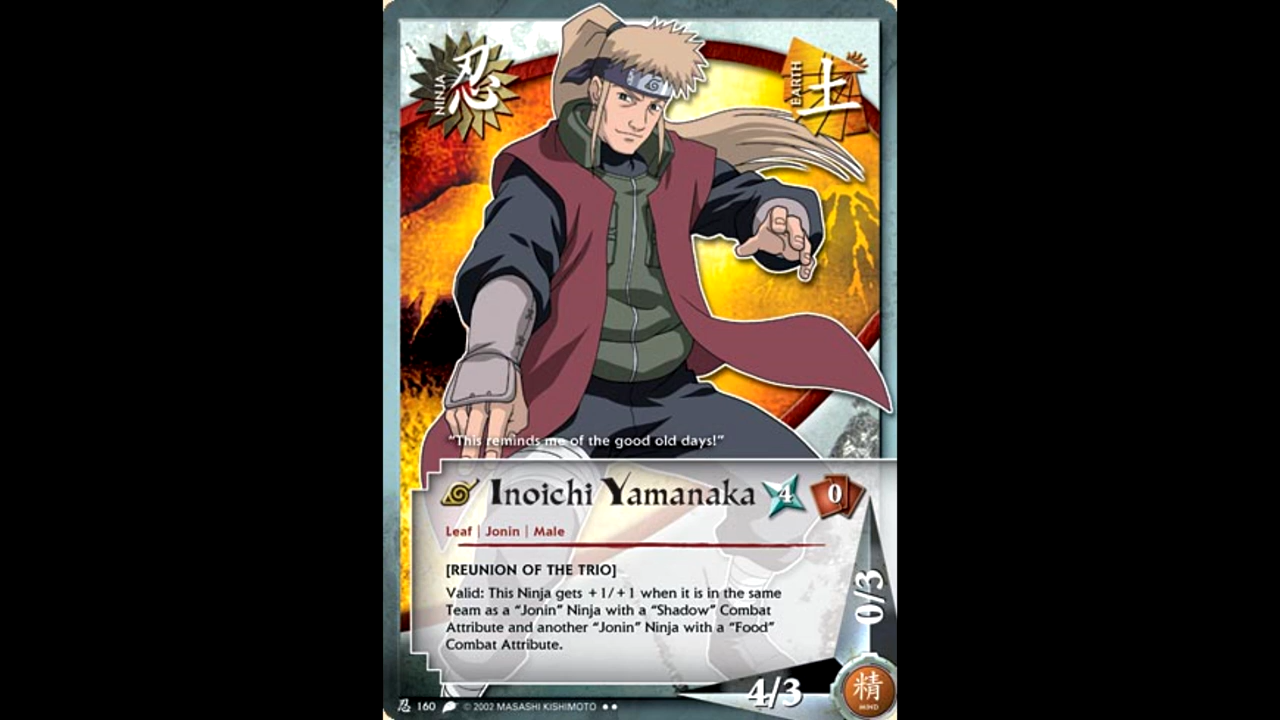 忍
NINJA
EARTH
土
"This reminds me of the good old days!"
Inoichi Yamanaka
4
0
Leaf | Jonin | Male
[REUNION OF THE TRIO]
Valid: This Ninja gets +1/+1 when it is in the same
Team as a "Jonin" Ninja with a "Shadow" Combat
Attribute and another "Jonin" Ninja with a "Food"
Combat Attribute.
0/3
4/3
精
MIND
忍 160 © 2002 MASASHI KISHIMOTO ●●